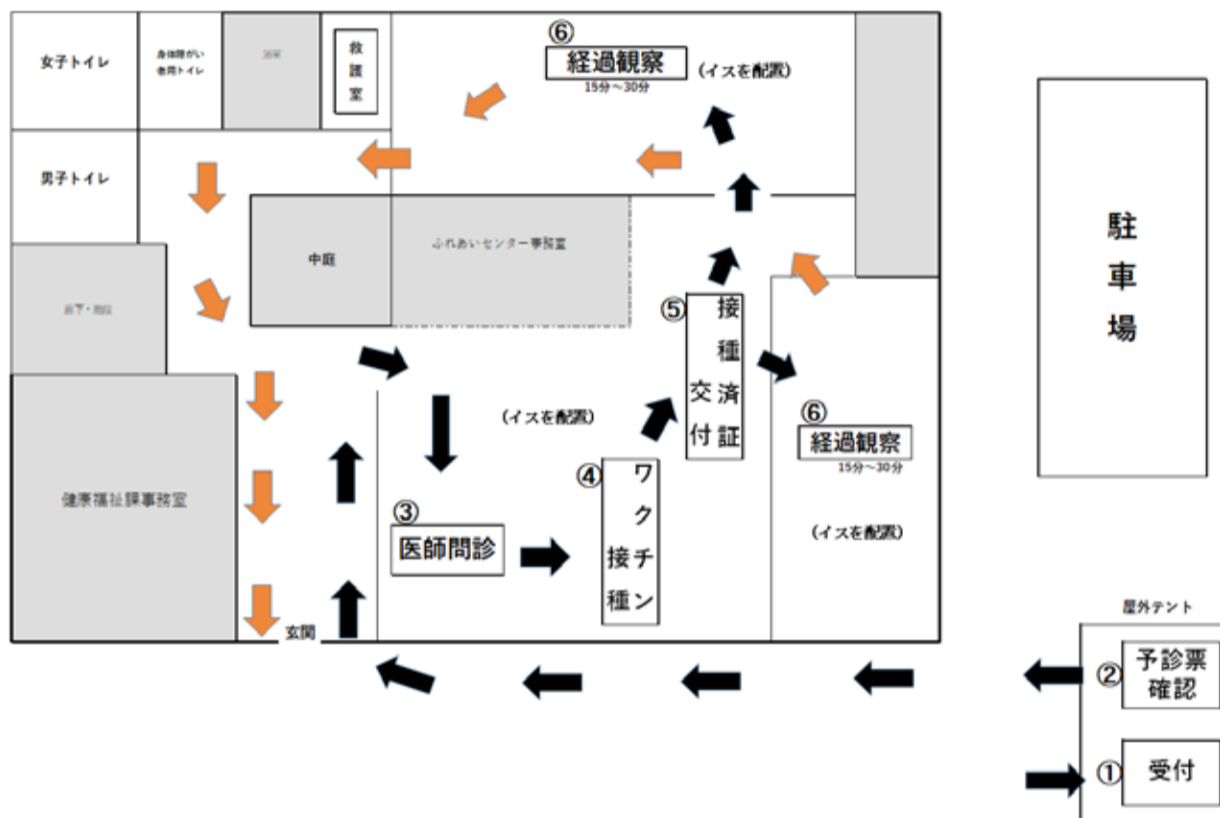 女子トイレ
身体障がい
者用トイレ
浴室
救護室
⑥
経過観察
15分～30分
(イスを配置)
男子トイレ
中庭
ふれあいセンター事務室
廊下・階段
健康福祉課事務室
玄関
(イスを配置)
③
医師問診
④
ワクチン
接種
⑤
接種済証
交付
⑥
経過観察
15分～30分
(イスを配置)
駐車場
屋外テント
②
予診票
確認
①
受付